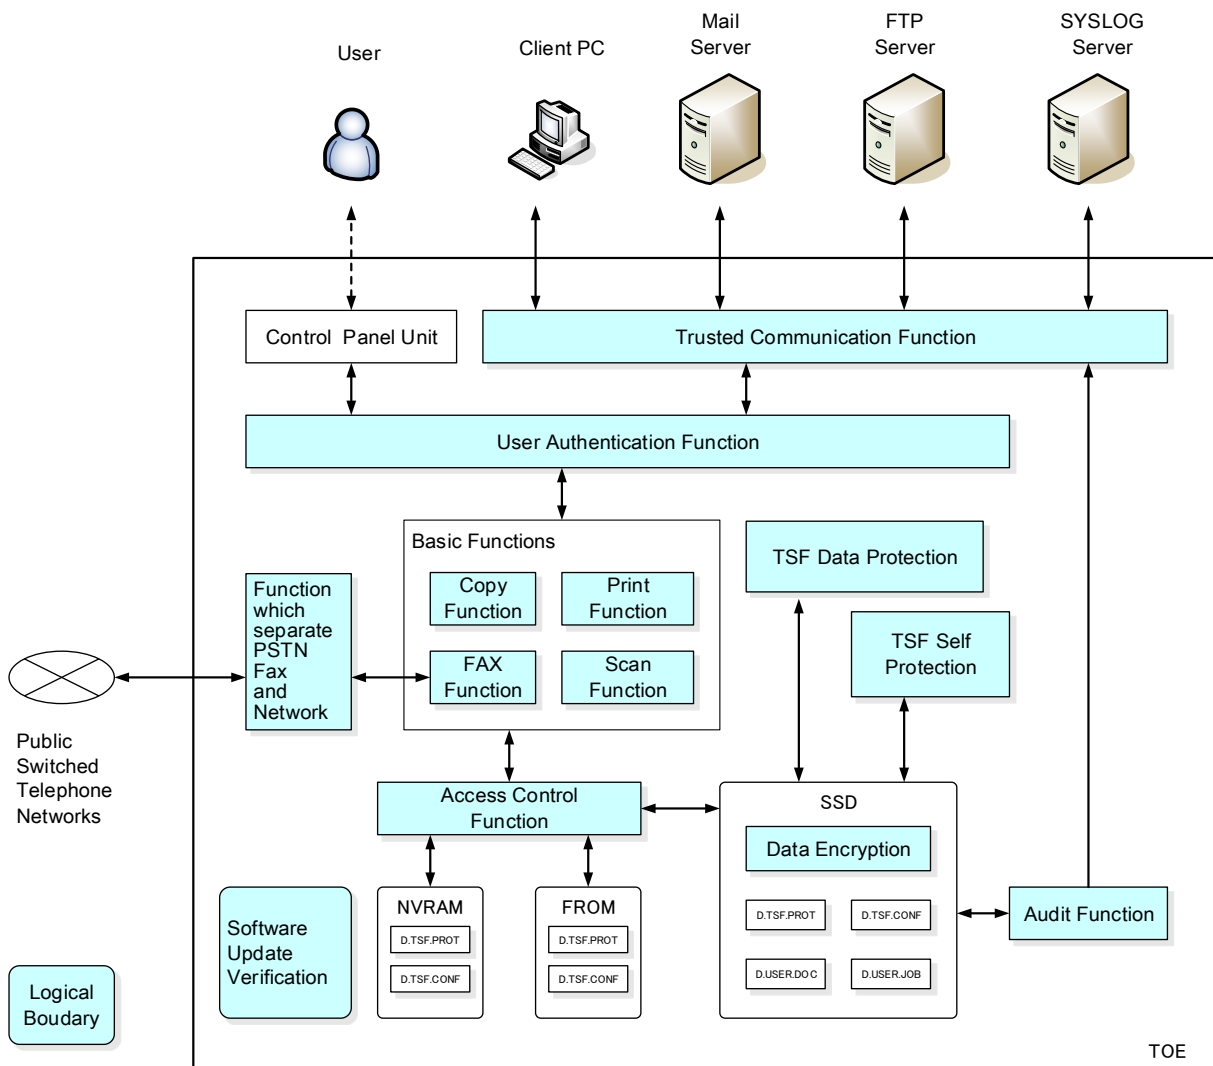 User
Client PC
Mail
Server
FTP
Server
SYSLOG
Server
Control Panel Unit
Trusted Communication Function
User Authentication Function
Basic Functions
Copy
Function
Print
Function
FAX
Function
Scan
Function
Function
which
separate
PSTN
Fax
and
Network
TSF Data Protection
TSF Self
Protection
Public
Switched
Telephone
Networks
Access Control
Function
SSD
Data Encryption
D.TSF.PROT
D.TSF.CONF
D.USER.DOC
D.USER.JOB
Audit Function
NVRAM
D.TSF.PROT
D.TSF.CONF
FROM
D.TSF.PROT
D.TSF.CONF
Software
Update
Verification
Logical
Boudary
TOE